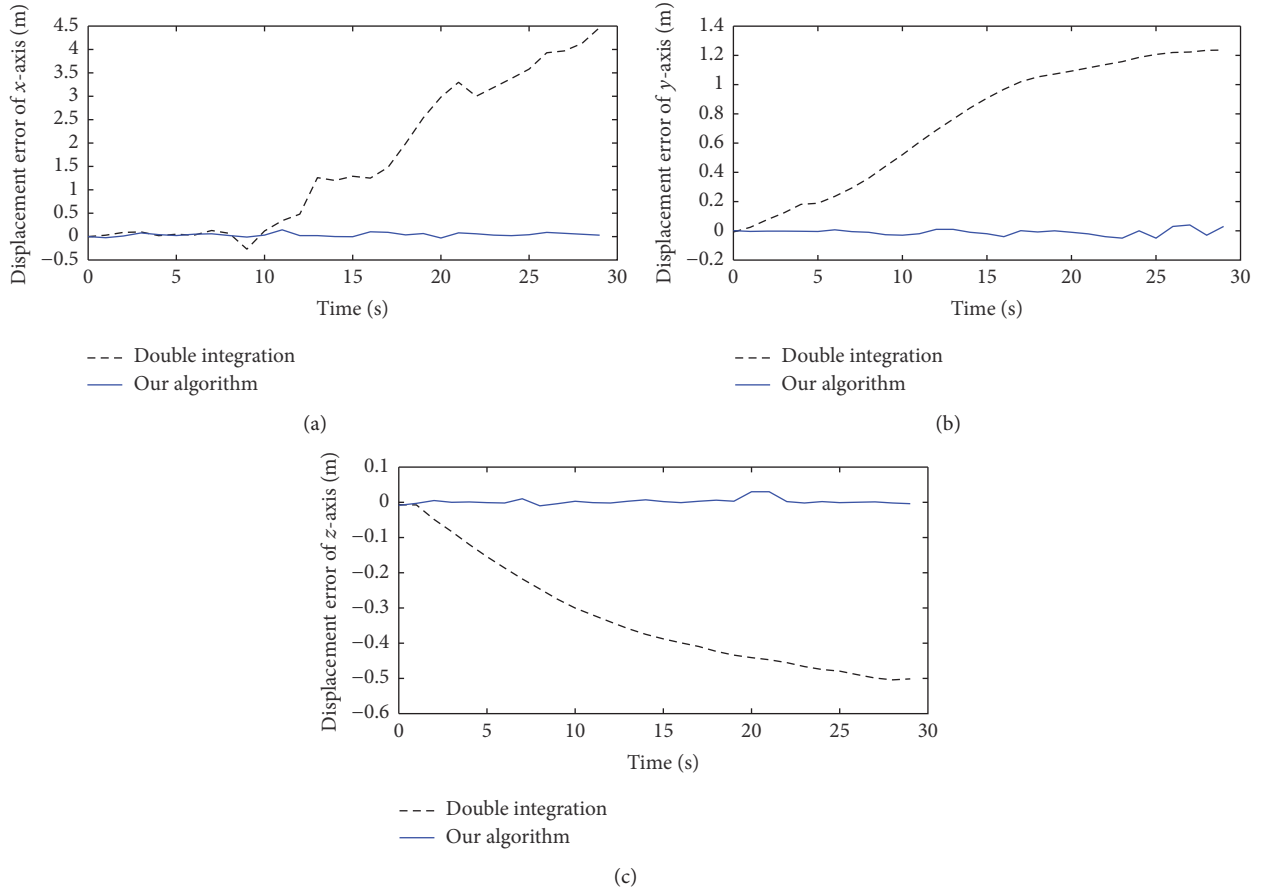 Displacement error of x-axis (m)
4.5
4
3.5
3
2.5
2
1.5
1
0.5
0
−0.5
0 5 10 15 20 25 30
Time (s)
Double integration
Our algorithm
(a)
Displacement error of y-axis (m)
1.4
1.2
1
0.8
0.6
0.4
0.2
0
−0.2
0 5 10 15 20 25 30
Time (s)
Double integration
Our algorithm
(b)
Displacement error of z-axis (m)
0.1
0
−0.1
−0.2
−0.3
−0.4
−0.5
−0.6
0 5 10 15 20 25 30
Time (s)
Double integration
Our algorithm
(c)